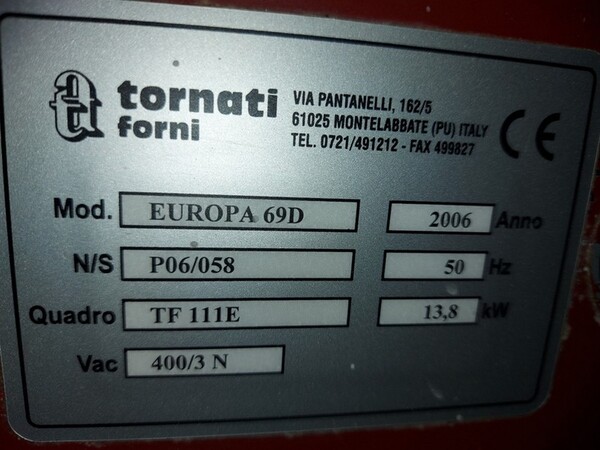 tornati
forni
VIA PANTANELLI, 162/5
61025 MONTELABBATE (PU) ITALY
TEL. 0721/491212 - FAX 499827
CE
Mod. EUROPA 69D 2006 Anno
N/S P06/058 50 Hz
Quadro TF 111E 13,8 kW
Vac 400/3 N